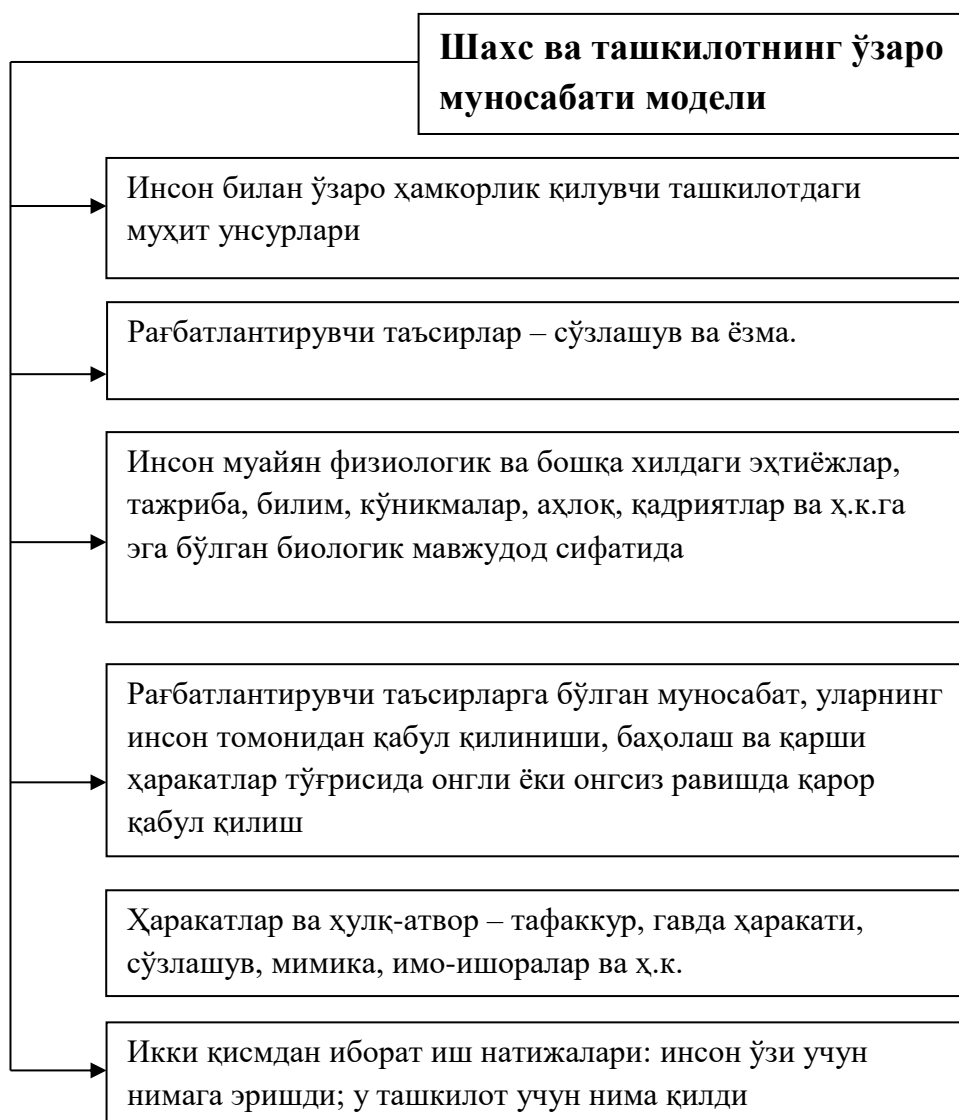 Шахс ва ташкилотнинг ўзаро
муносабати модели
Инсон билан ўзаро ҳамкорлик қилувчи ташкилотдаги
муҳит унсурлари
Рағбатлантирувчи таъсирлар – сўзлашув ва ёзма.
Инсон муайян физиологик ва бошқа хилдаги эҳтиёжлар,
тажриба, билим, кўникмалар, аҳлоқ, қадриятлар ва ҳ.к.га
эга бўлган биологик мавжудод сифатида
Рағбатлантирувчи таъсирларга бўлган муносабат, уларнинг
инсон томонидан қабул қилиниши, баҳолаш ва қарши
ҳаракатлар тўғрисида онгли ёки онгсиз равишда қарор
қабул қилиш
Ҳаракатлар ва ҳулқ-атвор – тафаккур, гавда ҳаракати,
сўзлашув, мимика, имо-ишоралар ва ҳ.к.
Икки қисмдан иборат иш натижалари: инсон ўзи учун
нимага эришди; у ташкилот учун нима қилди